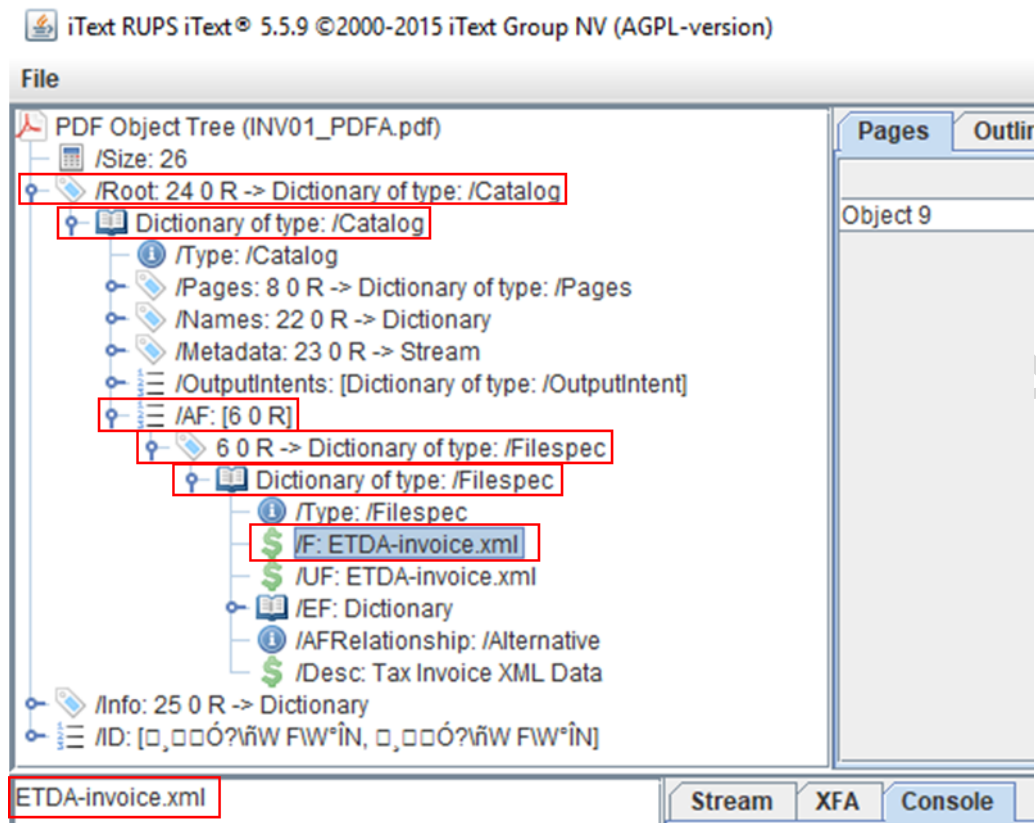 iText RUPS iText® 5.5.9 ©2000-2015 iText Group NV (AGPL-version)
File
PDF Object Tree (INV01_PDFA.pdf)
/Size: 26
/Root: 24 0 R -> Dictionary of type: /Catalog
Dictionary of type: /Catalog
/Type: /Catalog
/Pages: 8 0 R -> Dictionary of type: /Pages
/Names: 22 0 R -> Dictionary
/Metadata: 23 0 R -> Stream
/OutputIntents: [Dictionary of type: /OutputIntent]
/AF: [6 0 R]
6 0 R -> Dictionary of type: /Filespec
Dictionary of type: /Filespec
/Type: /Filespec
/F: ETDA-invoice.xml
/UF: ETDA-invoice.xml
/EF: Dictionary
/AFRelationship: /Alternative
/Desc: Tax Invoice XML Data
/Info: 25 0 R -> Dictionary
/ID: [□¸□□Ó?\ñW F\W°ÎN, □¸□□Ó?\ñW F\W°ÎN]
Pages
Object 9
ETDA-invoice.xml
Stream XFA Console